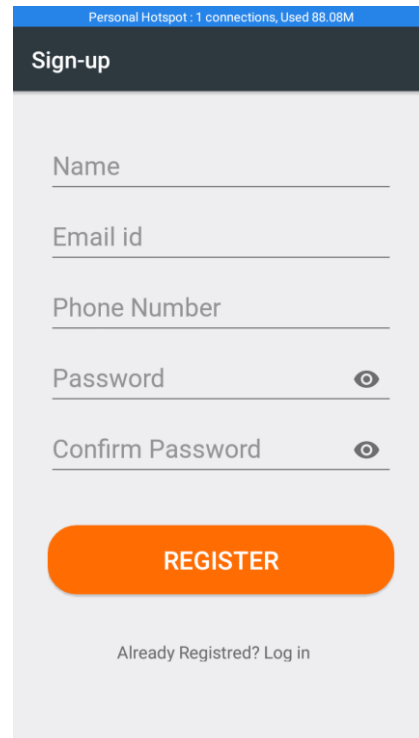 Personal Hotspot : 1 connections, Used 88.08M
Sign-up
Name
Email id
Phone Number
Password
Confirm Password
REGISTER
Already Registred? Log in